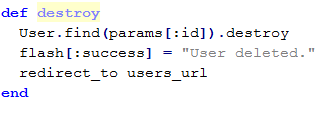 def destroy
  User.find(params[:id]).destroy
  flash[:success] = "User deleted."
  redirect_to users_url
end